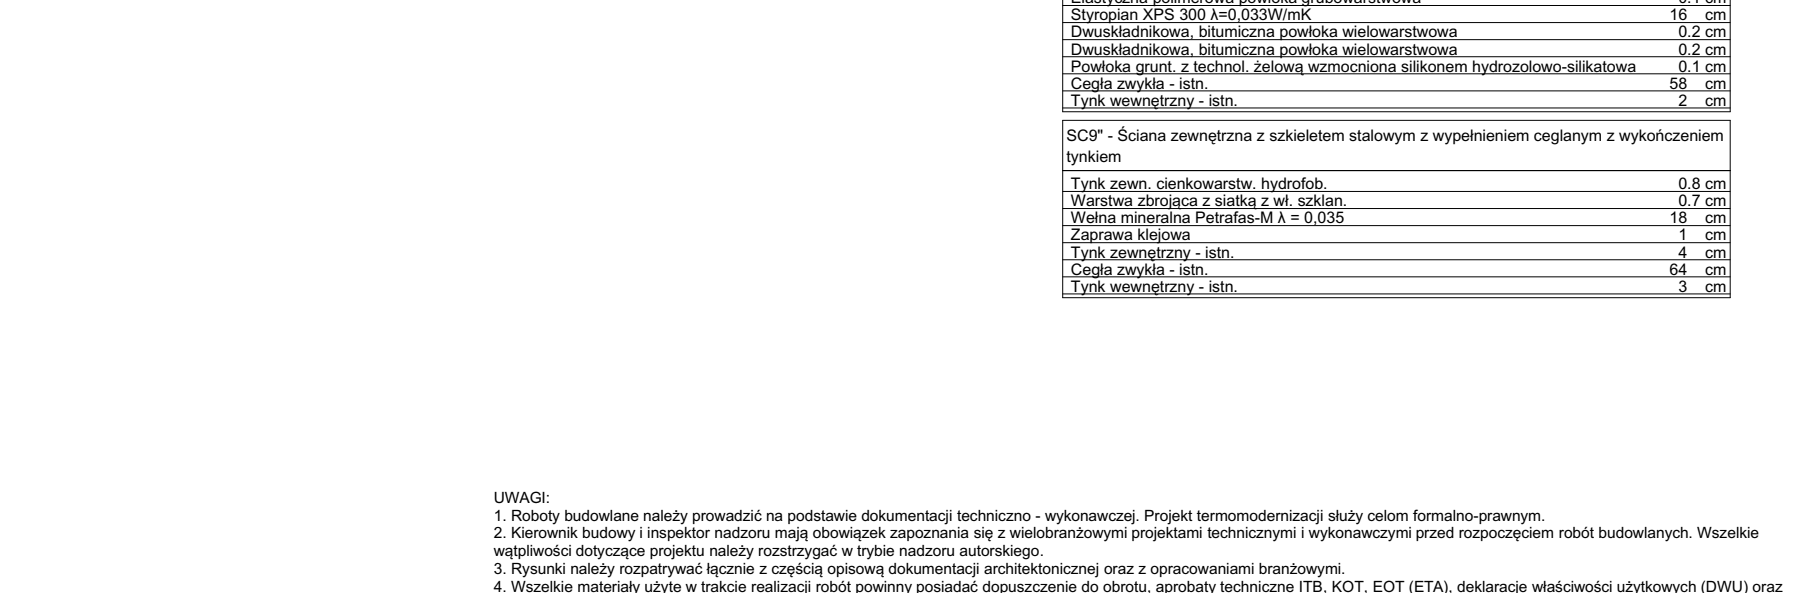 Elastyczna polimerowa powłoka grubowarstwowa 0.1 cm
Styropian XPS 300 λ=0,033W/mK 16 cm
Dwuskładnikowa, bitumiczna powłoka wielowarstwowa 0.2 cm
Dwuskładnikowa, bitumiczna powłoka wielowarstwowa 0.2 cm
Powłoka grunt. z technol. żelową wzmocniona silikonem hydrozolowo-silikatowa 0.1 cm
Cegła zwykła - istn. 58 cm
Tynk wewnętrzny - istn. 2 cm
SC9" - Ściana zewnętrzna z szkieletem stalowym z wypełnieniem ceglanym z wykończeniem
tynkiem
Tynk zewn. cienkowarstw. hydrofob. 0.8 cm
Warstwa zbrojąca z siatką z wł. szklan. 0.7 cm
Wełna mineralna Petrafas-M λ = 0,035 18 cm
Zaprawa klejowa 1 cm
Tynk zewnętrzny - istn. 4 cm
Cegła zwykła - istn. 64 cm
Tynk wewnętrzny - istn. 3 cm
UWAGI:
1. Roboty budowlane należy prowadzić na podstawie dokumentacji techniczno - wykonawczej. Projekt termomodernizacji służy celom formalno-prawnym.
2. Kierownik budowy i inspektor nadzoru mają obowiązek zapoznania się z wielobranżowymi projektami technicznymi i wykonawczymi przed rozpoczęciem robót budowlanych. Wszelkie
wątpliwości dotyczące projektu należy rozstrzygać w trybie nadzoru autorskiego.
3. Rysunki należy rozpatrywać łącznie z częścią opisową dokumentacji architektonicznej oraz z opracowaniami branżowymi.
4. Wszelkie materiały użyte w trakcie realizacji robót powinny posiadać dopuszczenie do obrotu, aprobaty techniczne ITB, KOT, EOT (ETA), deklaracje właściwości użytkowych (DWU) oraz